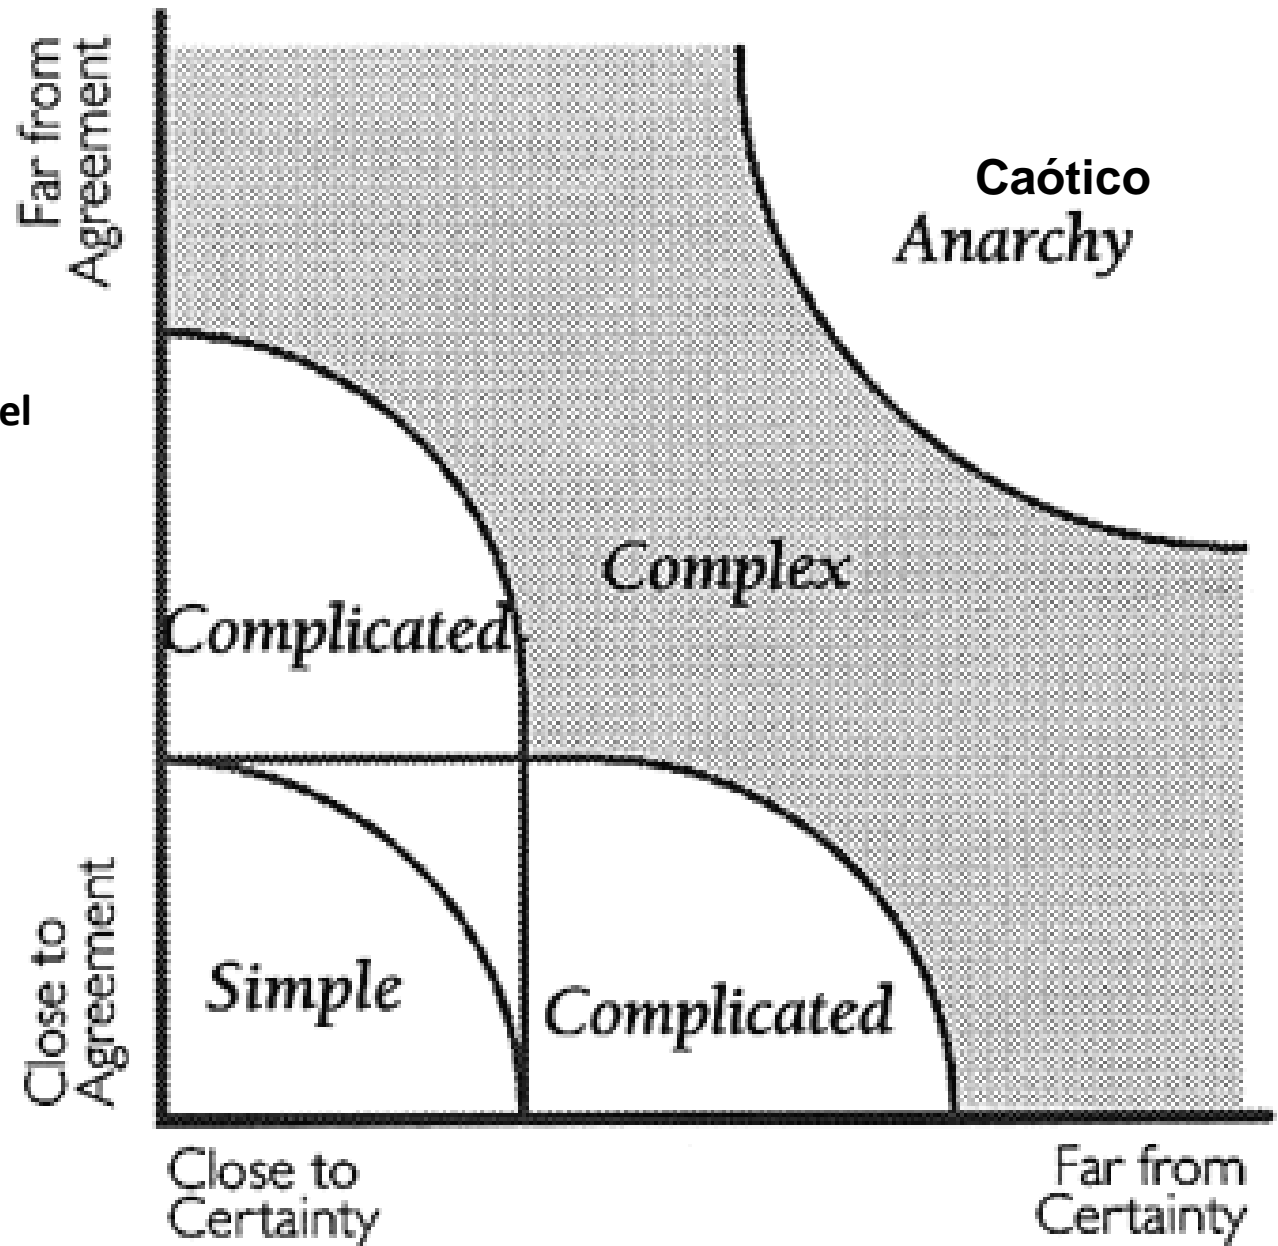 Far from
Agreement
Caótico
Anarchy
el
Complex
Complicated
Simple
Complicated
Close to
Agreement
Close to
Certainty
Far from
Certainty